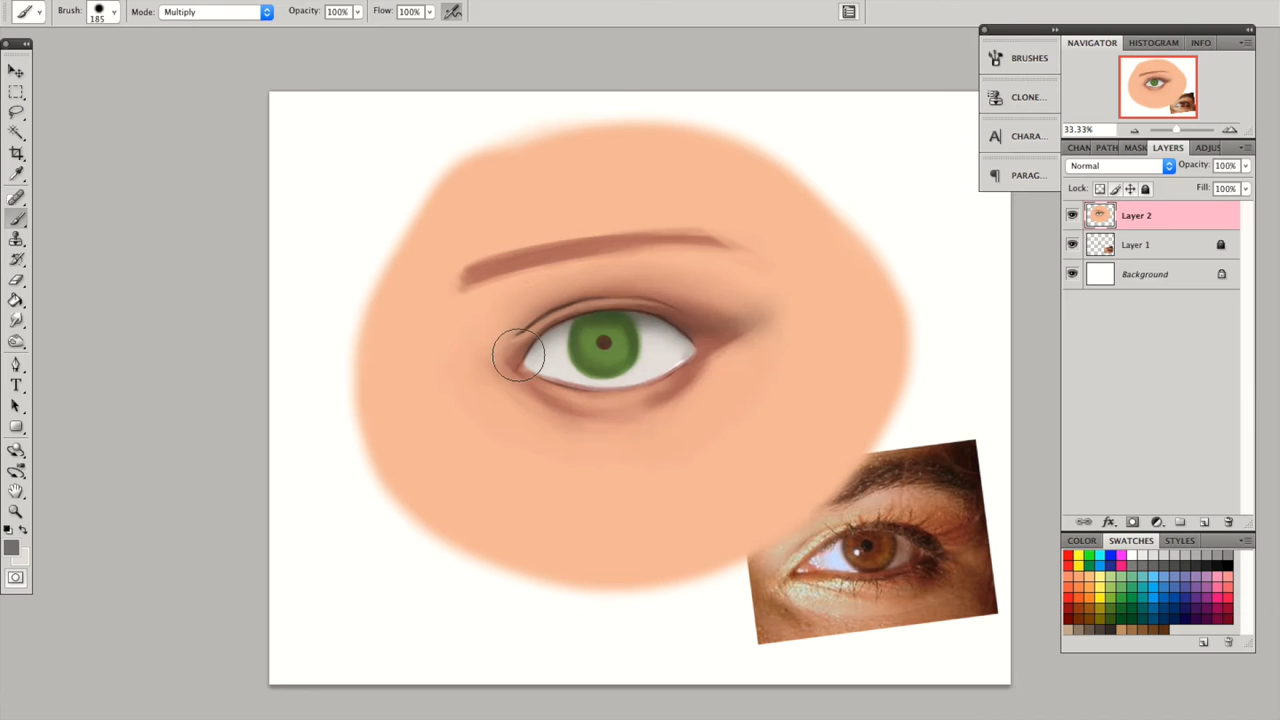 Brush:
185
Mode:
Multiply
Opacity:
100%
Flow:
100%
BRUSHES
CLONE...
CHARA...
PARAG...
NAVIGATOR
HISTOGRAM
INFO
33.33%
CHAN
PATH
MASK
LAYERS
ADJUS
Normal
Opacity:
100%
Lock:
Fill:
100%
Layer 2
Layer 1
Background
COLOR
SWATCHES
STYLES